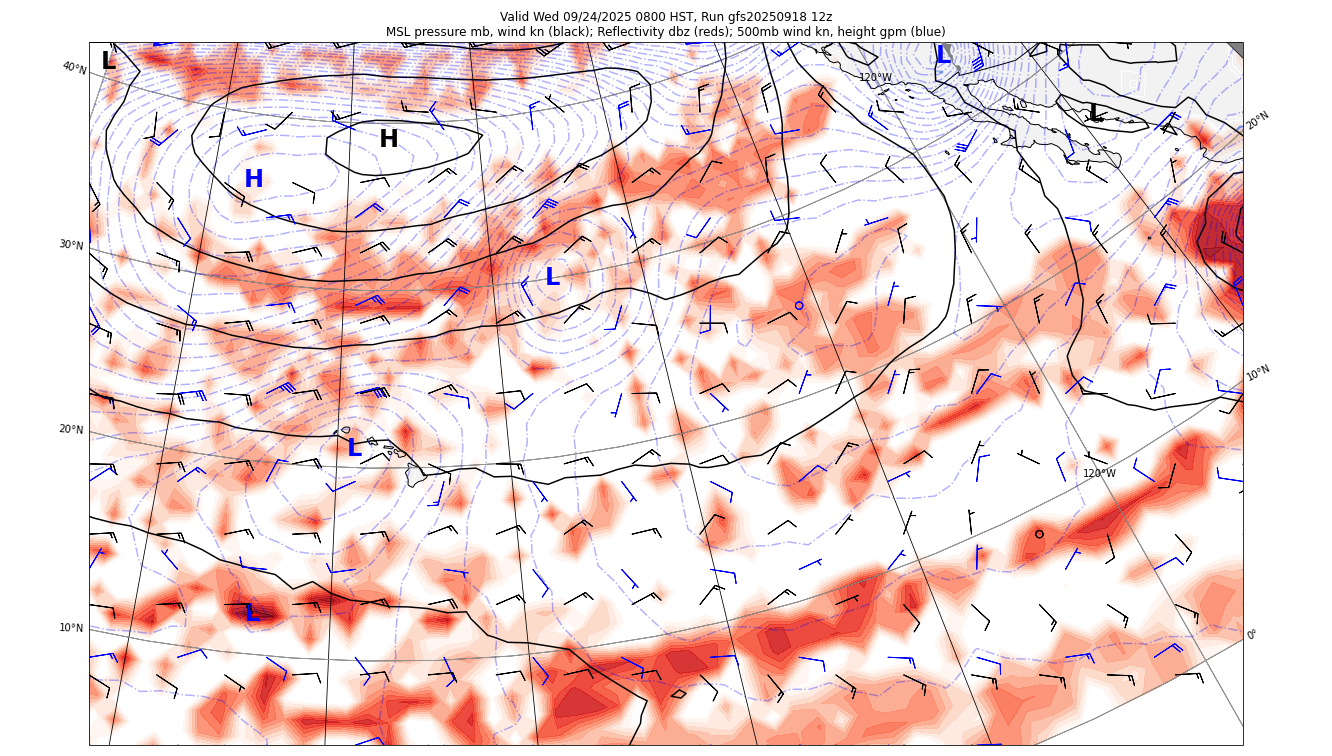 Valid Wed 09/24/2025 0800 HST, Run gfs20250918 12z
MSL pressure mb, wind kn (black); Reflectivity dbz (reds); 500mb wind kn, height gpm (blue)
L
L
40°N
120°W
L
20°N
H
H
30°N
L
10°N
20°N
L
120°W
L
10°N
0°